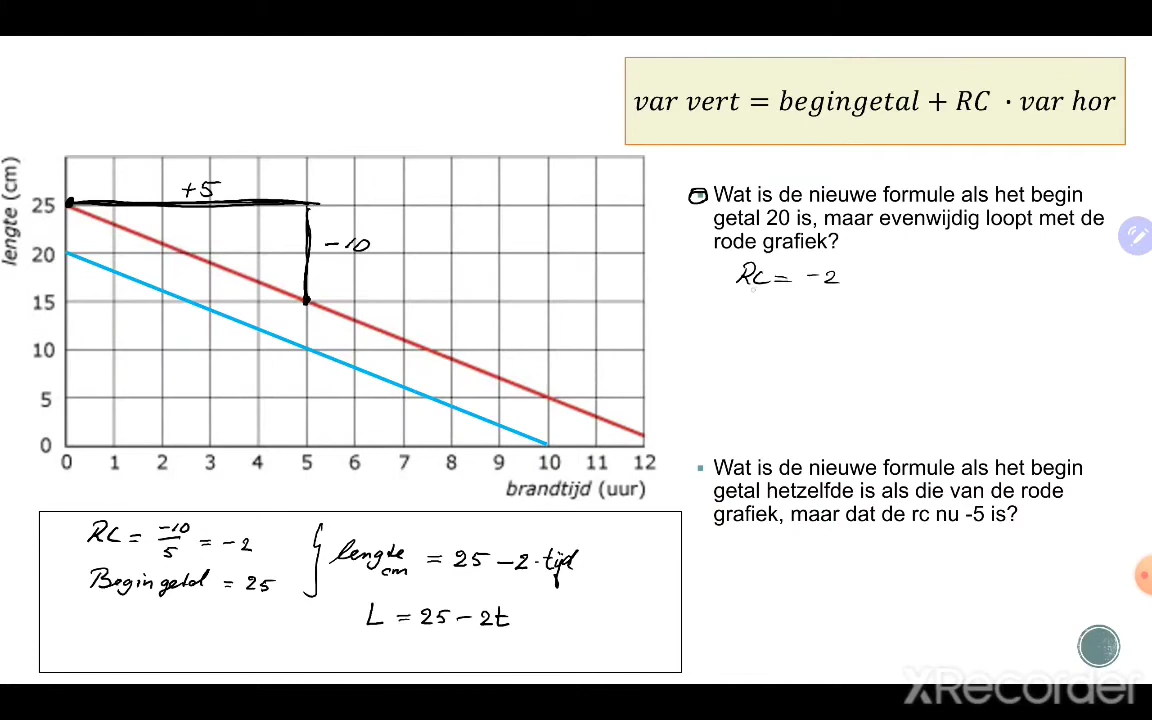 var vert = begingetal + RC · var hor
lengte (cm)
25
20
15
10
5
0
+5
-10
0 1 2 3 4 5 6 7 8 9 10 11 12
brandtijd (uur)
Wat is de nieuwe formule als het begin
getal 20 is, maar evenwijdig loopt met de
rode grafiek?
RC = -2
Wat is de nieuwe formule als het begin
getal hetzelfde is als die van de rode
grafiek, maar dat de rc nu -5 is?
RC = -10/5 = -2
Begingetal = 25
lengte cm = 25 - 2 · tijd
L = 25 - 2t
XRecorder